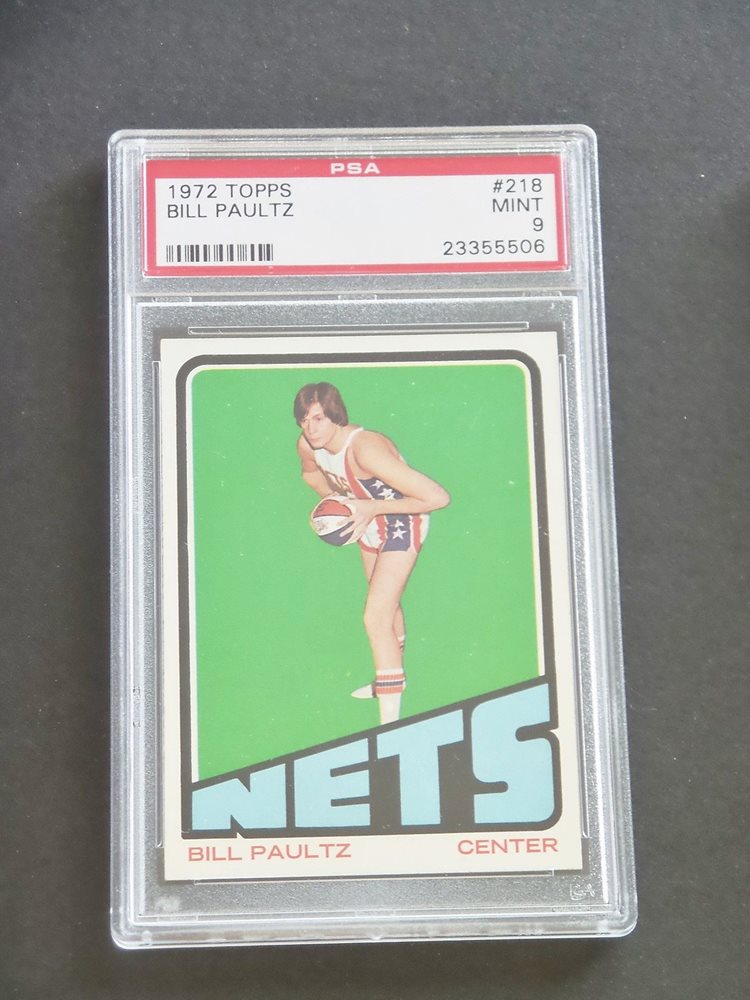 PSA
1972 TOPPS #218
BILL PAULTZ MINT
9
23355506
NETS
BILL PAULTZ CENTER